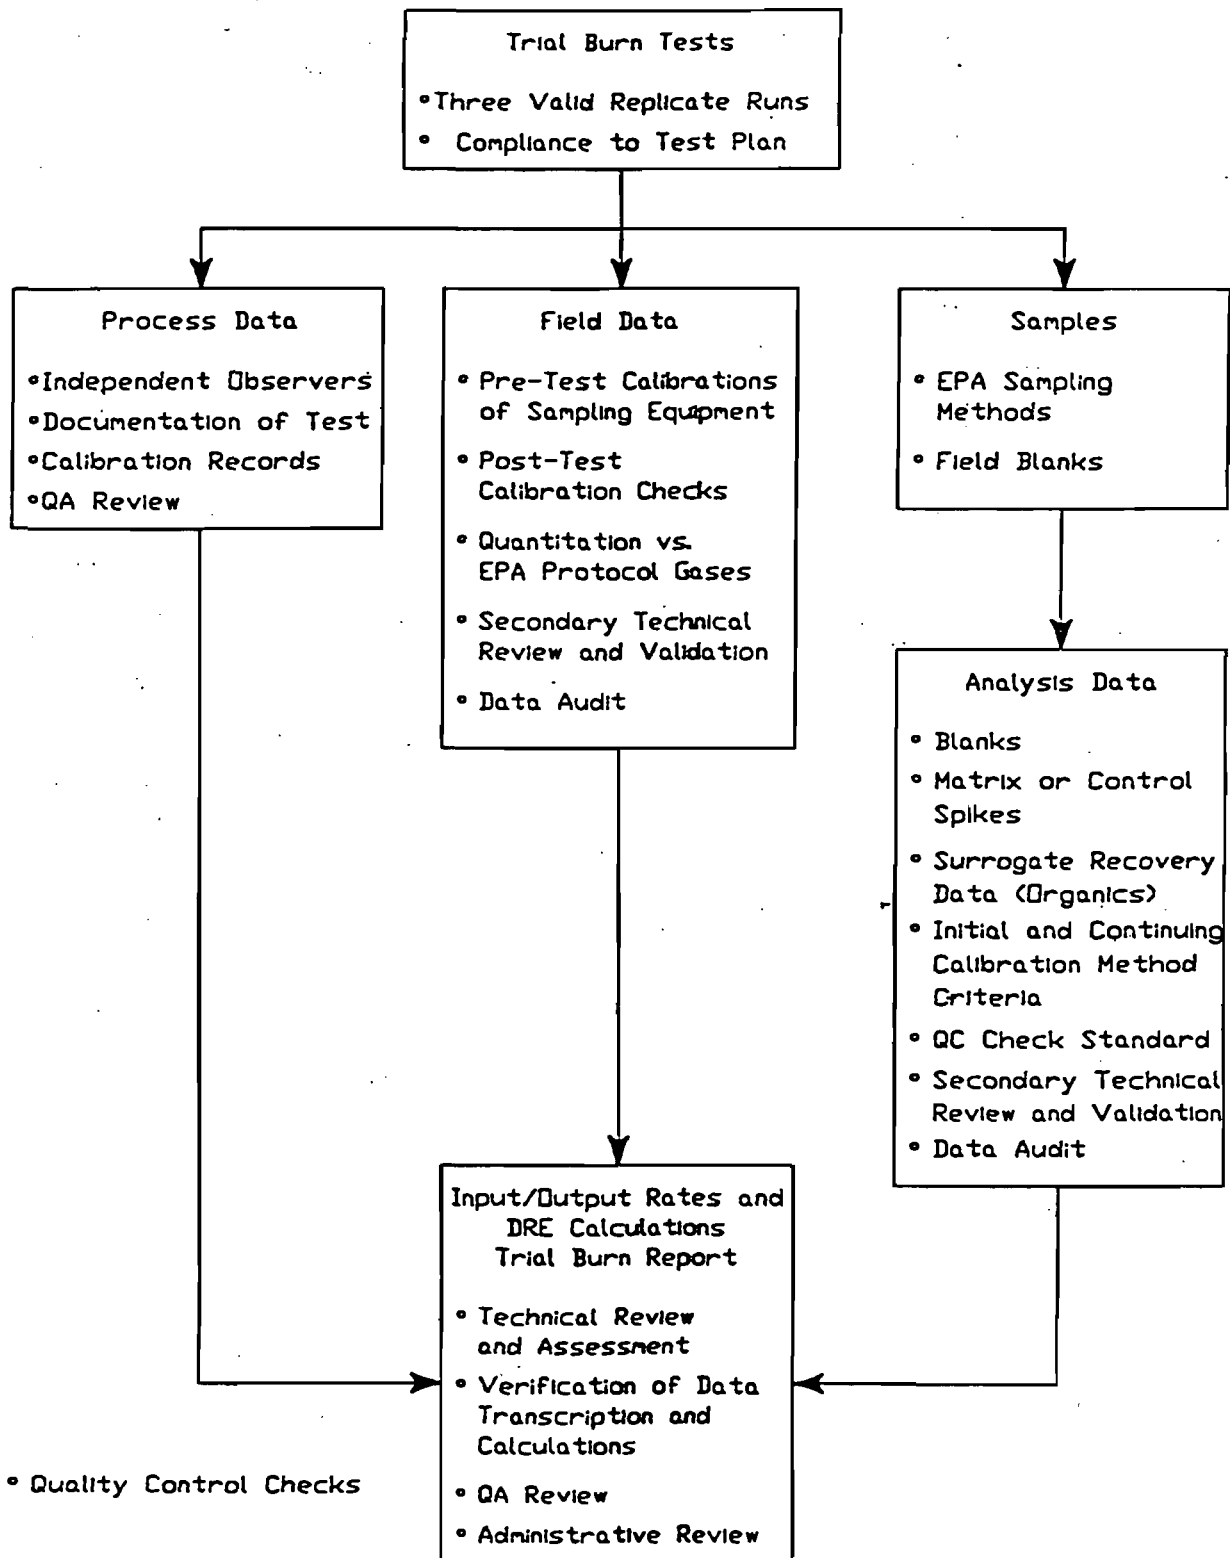 Trial Burn Tests
° Three Valid Replicate Runs
° Compliance to Test Plan
Process Data
° Independent Observers
° Documentation of Test
° Calibration Records
° QA Review
Field Data
° Pre-Test Calibrations
of Sampling Equipment
° Post-Test
Calibration Checks
° Quantitation vs.
EPA Protocol Gases
° Secondary Technical
Review and Validation
° Data Audit
Samples
° EPA Sampling
Methods
° Field Blanks
Analysis Data
° Blanks
° Matrix or Control
Spikes
° Surrogate Recovery
Data (Organics)
° Initial and Continuing
Calibration Method
Criteria
° QC Check Standard
° Secondary Technical
Review and Validation
° Data Audit
Input/Output Rates and
DRE Calculations
Trial Burn Report
° Technical Review
and Assessment
° Verification of Data
Transcription and
Calculations
° QA Review
° Administrative Review
° Quality Control Checks